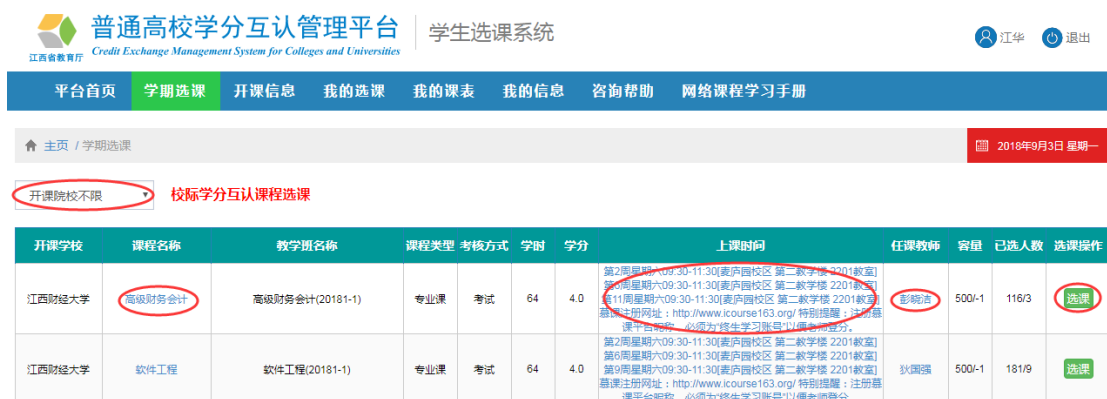 普通高校学分互认管理平台
Credit Exchange Management System for Colleges and Universities
江西省教育厅
学生选课系统
江华 退出
平台首页 学期选课 开课信息 我的选课 我的课表 我的信息 咨询帮助 网络课程学习手册
主页 / 学期选课
2018年9月3日 星期一
开课院校不限 校际学分互认课程选课
开课学校 课程名称 教学班名称 课程类型 考核方式 学时 学分 上课时间 任课教师 容量 已选人数 选课操作
江西财经大学 高级财务会计 高级财务会计(20181-1) 专业课 考试 64 4.0
第2周星期六09:30-11:30[麦庐园校区 第二教学楼 2201教室]
第6周星期六09:30-11:30[麦庐园校区 第二教学楼 2201教室]
第11周星期六09:30-11:30[麦庐园校区 第二教学楼 2201教室]
慕课注册网址：http://www.icourse163.org/ 特别提醒：注册慕
课平台昵称，必须为“终生学习账号”以便老师登分。
彭晓洁 500/-1 116/3 选课
江西财经大学 软件工程 软件工程(20181-1) 专业课 考试 64 4.0
第2周星期六09:30-11:30[麦庐园校区 第二教学楼 2201教室]
第6周星期六09:30-11:30[麦庐园校区 第二教学楼 2201教室]
第9周星期六09:30-11:30[麦庐园校区 第二教学楼 2201教室]
慕课注册网址：http://www.icourse163.org/ 特别提醒：注册慕
课平台昵称，必须为“终生学习账号”以便老师登分
狄国强 500/-1 181/9 选课